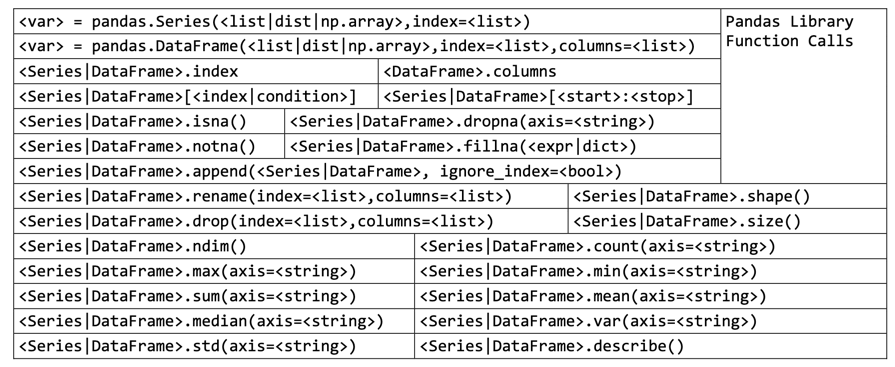 <var> = pandas.Series(<list|dist|np.array>,index=<list>)
Pandas Library
Function Calls
<var> = pandas.DataFrame(<list|dist|np.array>,index=<list>,columns=<list>)
<Series|DataFrame>.index
<DataFrame>.columns
<Series|DataFrame>[<index|condition>]
<Series|DataFrame>[<start>:<stop>]
<Series|DataFrame>.isna()
<Series|DataFrame>.dropna(axis=<string>)
<Series|DataFrame>.notna()
<Series|DataFrame>.fillna(<expr|dict>)
<Series|DataFrame>.append(<Series|DataFrame>, ignore_index=<bool>)
<Series|DataFrame>.rename(index=<list>,columns=<list>)
<Series|DataFrame>.shape()
<Series|DataFrame>.drop(index=<list>,columns=<list>)
<Series|DataFrame>.size()
<Series|DataFrame>.ndim()
<Series|DataFrame>.count(axis=<string>)
<Series|DataFrame>.max(axis=<string>)
<Series|DataFrame>.min(axis=<string>)
<Series|DataFrame>.sum(axis=<string>)
<Series|DataFrame>.mean(axis=<string>)
<Series|DataFrame>.median(axis=<string>)
<Series|DataFrame>.var(axis=<string>)
<Series|DataFrame>.std(axis=<string>)
<Series|DataFrame>.describe()